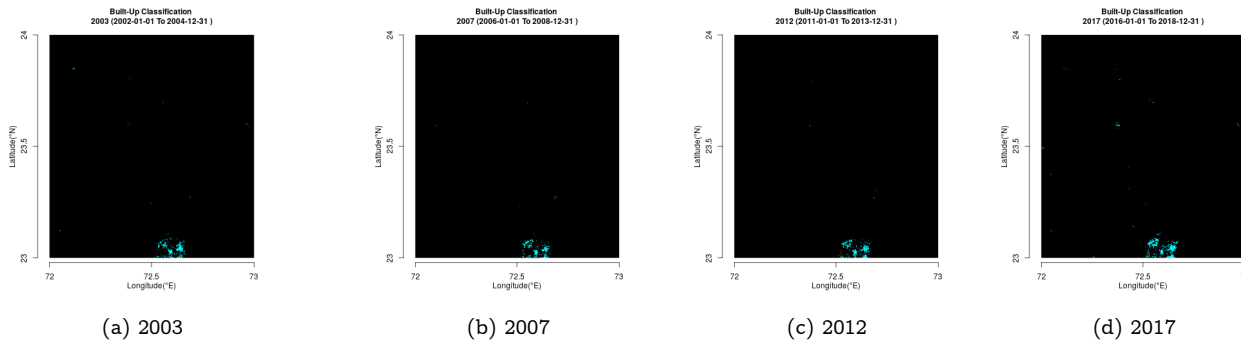 Built-Up Classification
2003 (2002-01-01 To 2004-12-31 )
24
23.5
23
Latitude(°N)
72
72.5
73
Longitude(°E)
(a) 2003
Built-Up Classification
2007 (2006-01-01 To 2008-12-31 )
24
23.5
23
Latitude(°N)
72
72.5
73
Longitude(°E)
(b) 2007
Built-Up Classification
2012 (2011-01-01 To 2013-12-31 )
24
23.5
23
Latitude(°N)
72
72.5
73
Longitude(°E)
(c) 2012
Built-Up Classification
2017 (2016-01-01 To 2018-12-31 )
24
23.5
23
Latitude(°N)
72
72.5
Longitude(°E)
(d) 2017